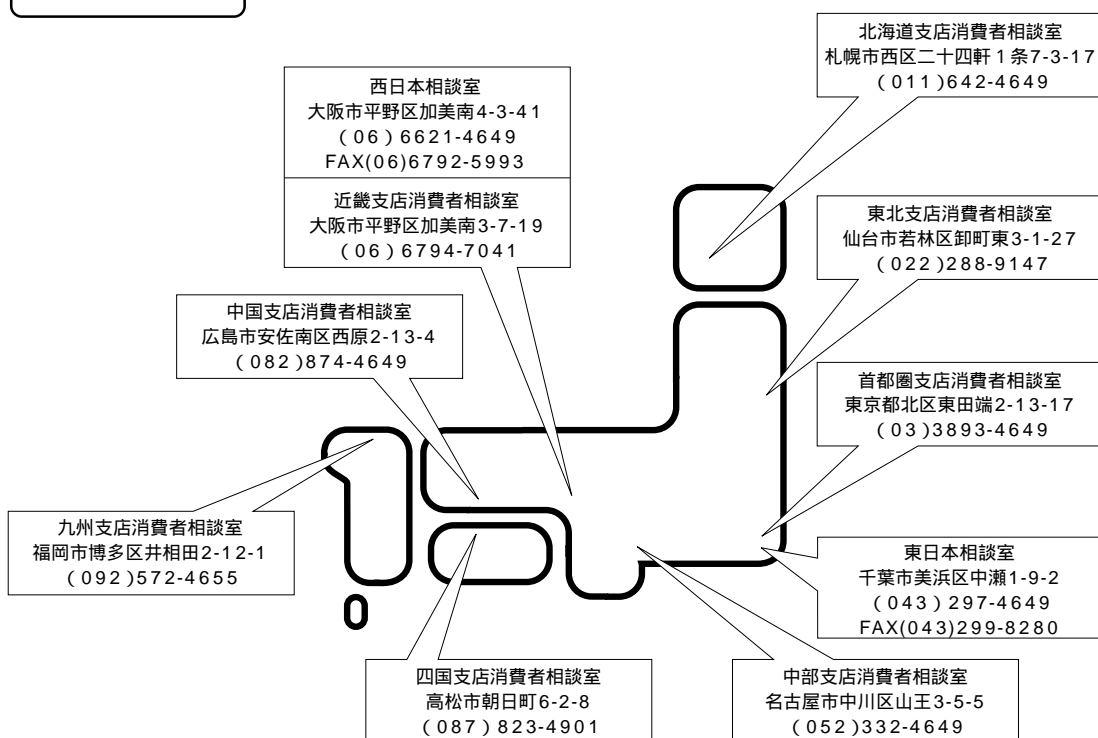 北海道支店消費者相談室
札幌市西区二十四軒1条7-3-17
(011)642-4649
西日本相談室
大阪市平野区加美南4-3-41
(06)6621-4649
FAX(06)6792-5993
近畿支店消費者相談室
大阪市平野区加美南3-7-19
(06)6794-7041
東北支店消費者相談室
仙台市若林区卸町東3-1-27
(022)288-9147
中国支店消費者相談室
広島市安佐南区西原2-13-4
(082)874-4649
首都圏支店消費者相談室
東京都北区東田端2-13-17
(03)3893-4649
九州支店消費者相談室
福岡市博多区井相田2-12-1
(092)572-4655
東日本相談室
千葉市美浜区中瀬1-9-2
(043)297-4649
FAX(043)299-8280
四国支店消費者相談室
高松市朝日町6-2-8
(087)823-4901
中部支店消費者相談室
名古屋市中川区山王3-5-5
(052)332-4649